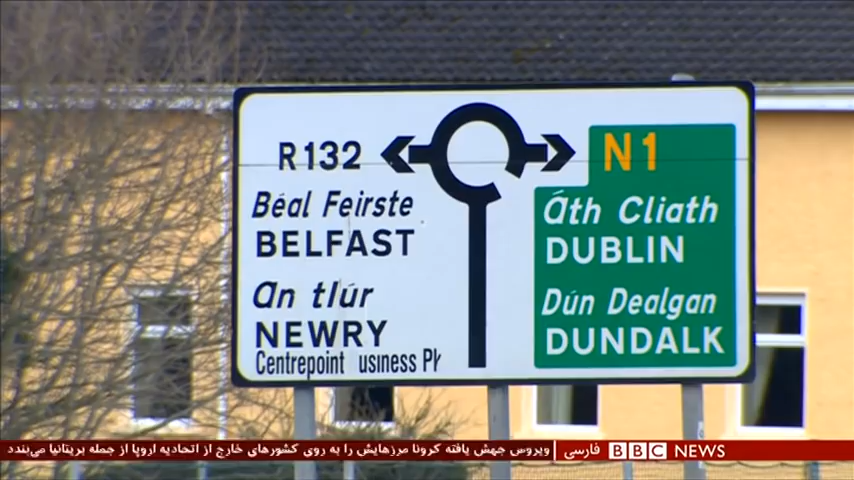 R132
Béal Feirste
BELFAST
An tIúr
NEWRY
Centrepoint usiness P
N1
Áth Cliath
DUBLIN
Dún Dealgan
DUNDALK
ویروس جهش یافته کرونا مرزهایش را به روی کشورهای خارج از اتحادیه اروپا از جمله بریتانیا می‌بندد
فارسی BBC NEWS